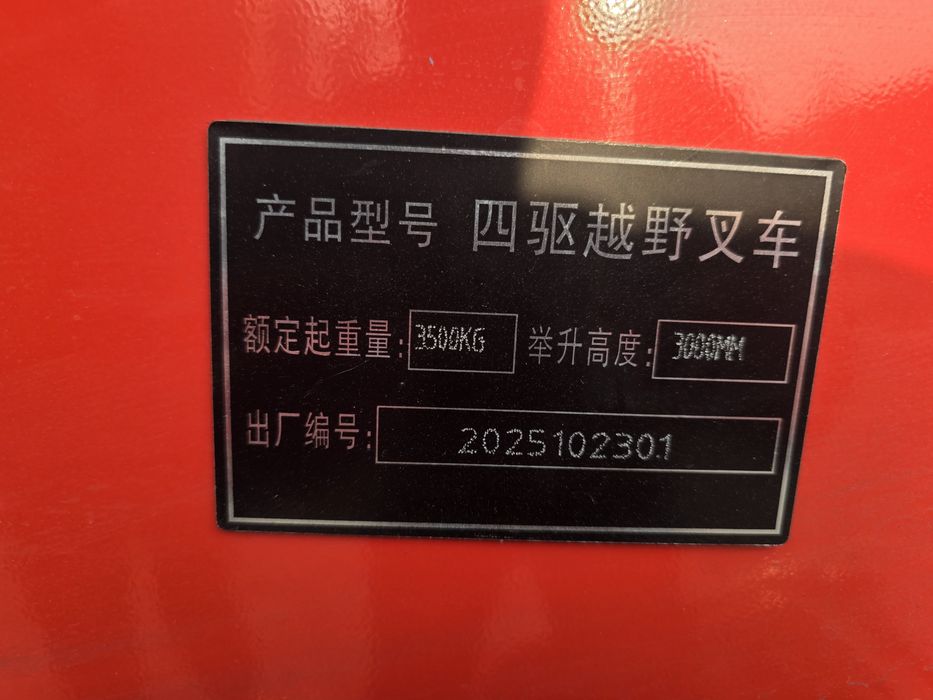 产品型号 四驱越野叉车
额定起重量: 3500KG 举升高度: 3000MM
出厂编号: 2025102301